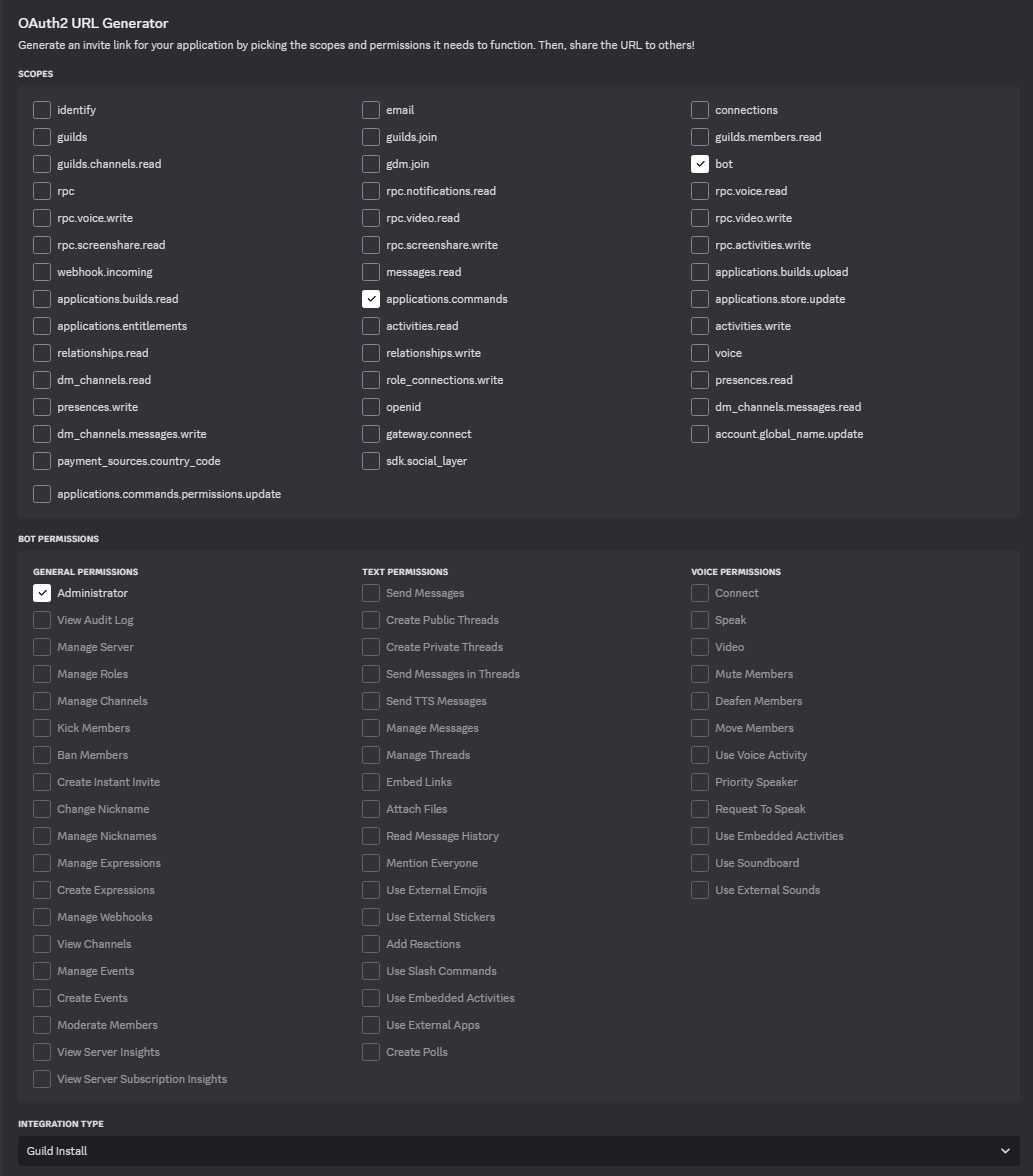 OAuth2 URL Generator
Generate an invite link for your application by picking the scopes and permissions it needs to function. Then, share the URL to others!
SCOPES
identify email connections
guilds guilds.join guilds.members.read
guilds.channels.read gdm.join bot
rpc rpc.notifications.read rpc.voice.read
rpc.voice.write rpc.video.read rpc.video.write
rpc.screenshare.read rpc.screenshare.write rpc.activities.write
webhook.incoming messages.read applications.builds.upload
applications.builds.read applications.commands applications.store.update
applications.entitlements activities.read activities.write
relationships.read relationships.write voice
dm_channels.read role_connections.write presences.read
presences.write openid dm_channels.messages.read
dm_channels.messages.write gateway.connect account.global_name.update
payment_sources.country_code sdk.social_layer
applications.commands.permissions.update
BOT PERMISSIONS
GENERAL PERMISSIONS
Administrator
View Audit Log
Manage Server
Manage Roles
Manage Channels
Kick Members
Ban Members
Create Instant Invite
Change Nickname
Manage Nicknames
Manage Expressions
Create Expressions
Manage Webhooks
View Channels
Manage Events
Create Events
Moderate Members
View Server Insights
View Server Subscription Insights
TEXT PERMISSIONS
Send Messages
Create Public Threads
Create Private Threads
Send Messages in Threads
Send TTS Messages
Manage Messages
Manage Threads
Embed Links
Attach Files
Read Message History
Mention Everyone
Use External Emojis
Use External Stickers
Add Reactions
Use Slash Commands
Use Embedded Activities
Use External Apps
Create Polls
VOICE PERMISSIONS
Connect
Speak
Video
Mute Members
Deafen Members
Move Members
Use Voice Activity
Priority Speaker
Request To Speak
Use Embedded Activities
Use Soundboard
Use External Sounds
INTEGRATION TYPE
Guild Install